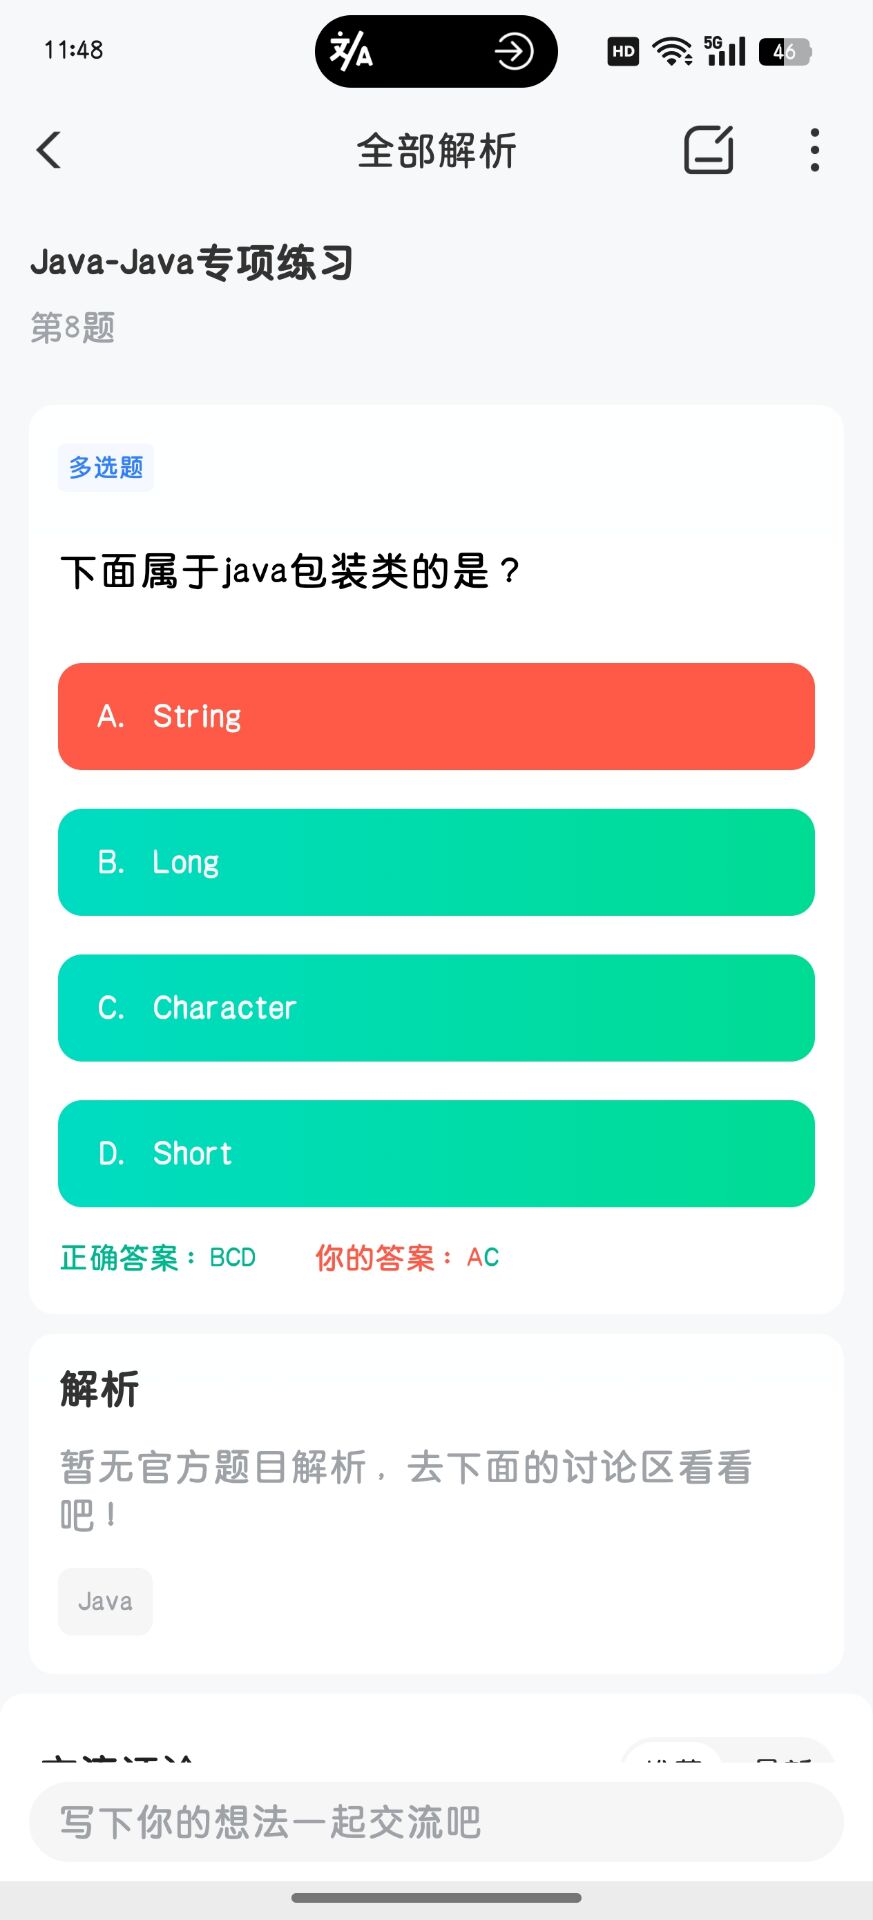 11:48
文/A
HD
5G
46
全部解析
Java-Java专项练习
第8题
多选题
下面属于java包装类的是？
A. String
B. Long
C. Character
D. Short
正确答案：BCD 你的答案：AC
解析
暂无官方题目解析，去下面的讨论区看看
吧！
Java
写下你的想法一起交流吧